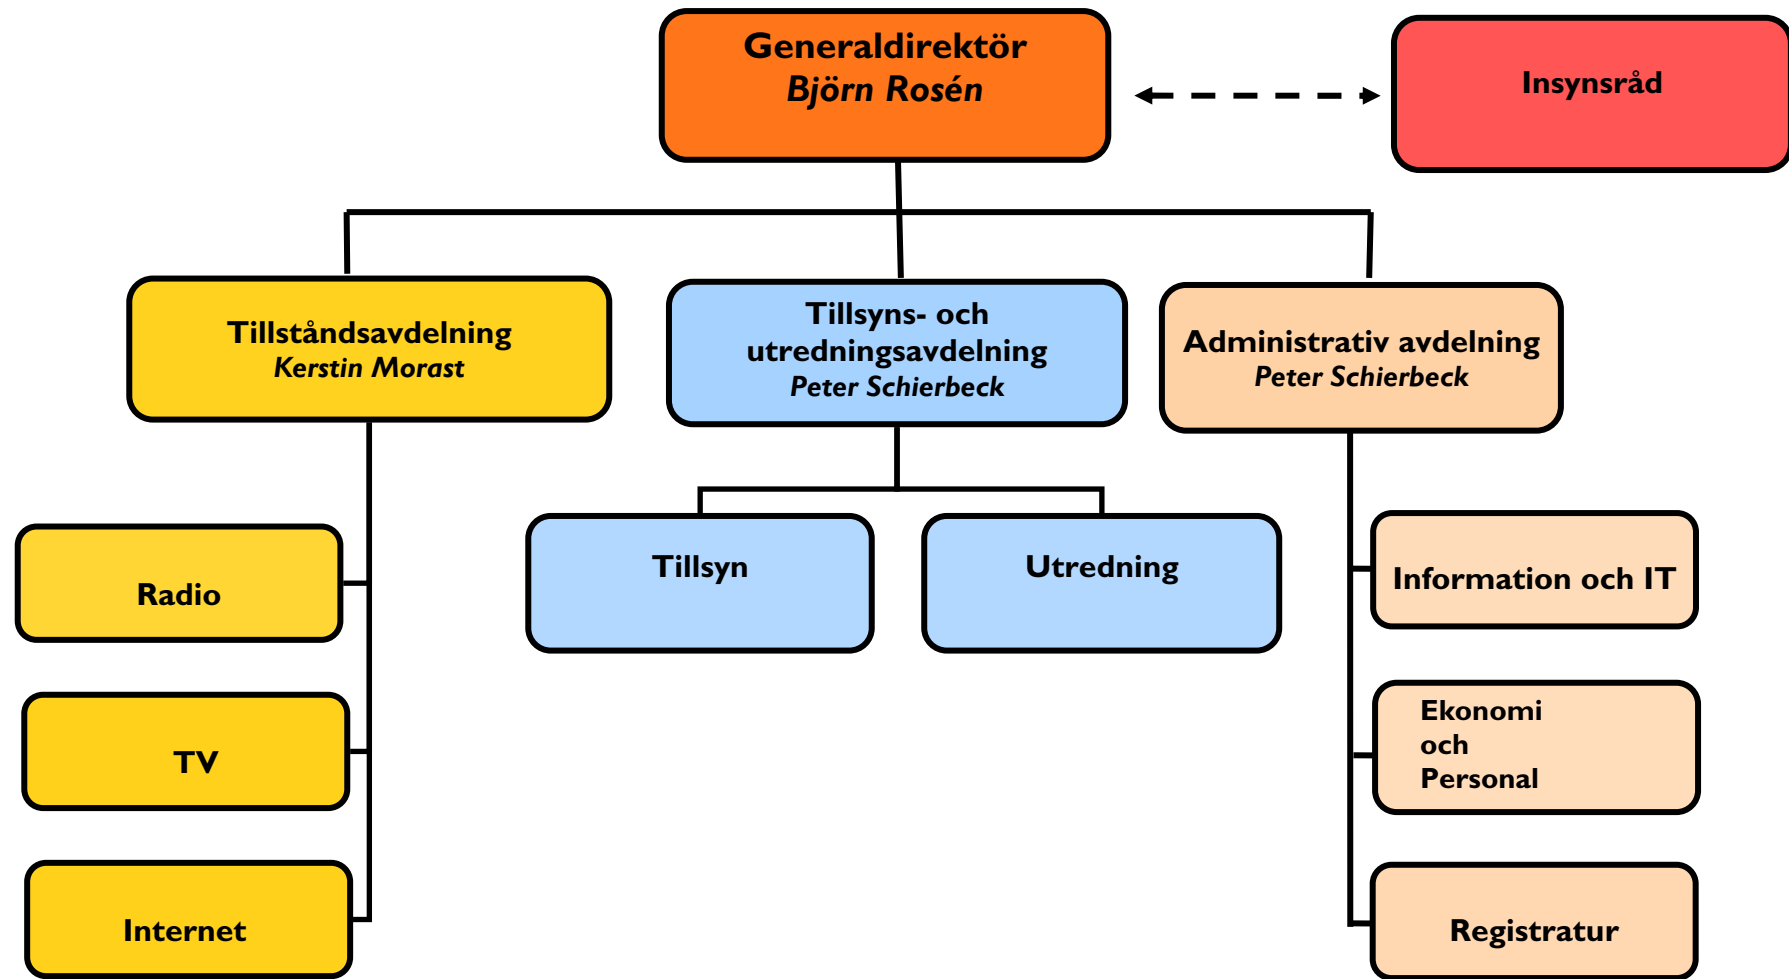 Generaldirektör
Björn Rosén
Insynsråd
Tillståndsavdelning
Kerstin Morast
Tillsyns- och
utredningsavdelning
Peter Schierbeck
Administrativ avdelning
Peter Schierbeck
Radio
TV
Internet
Tillsyn
Utredning
Information och IT
Ekonomi
och
Personal
Registratur